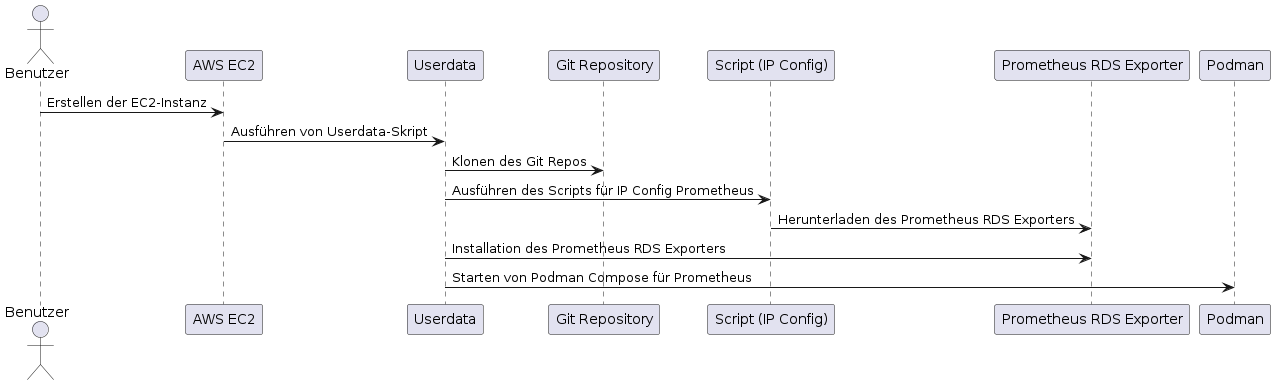 Benutzer
AWS EC2
Userdata
Git Repository
Script (IP Config)
Prometheus RDS Exporter
Podman
Erstellen der EC2-Instanz
Ausführen von Userdata-Skript
Klonen des Git Repos
Ausführen des Scripts für IP Config Prometheus
Herunterladen des Prometheus RDS Exporters
Installation des Prometheus RDS Exporters
Starten von Podman Compose für Prometheus
Benutzer
AWS EC2
Userdata
Git Repository
Script (IP Config)
Prometheus RDS Exporter
Podman